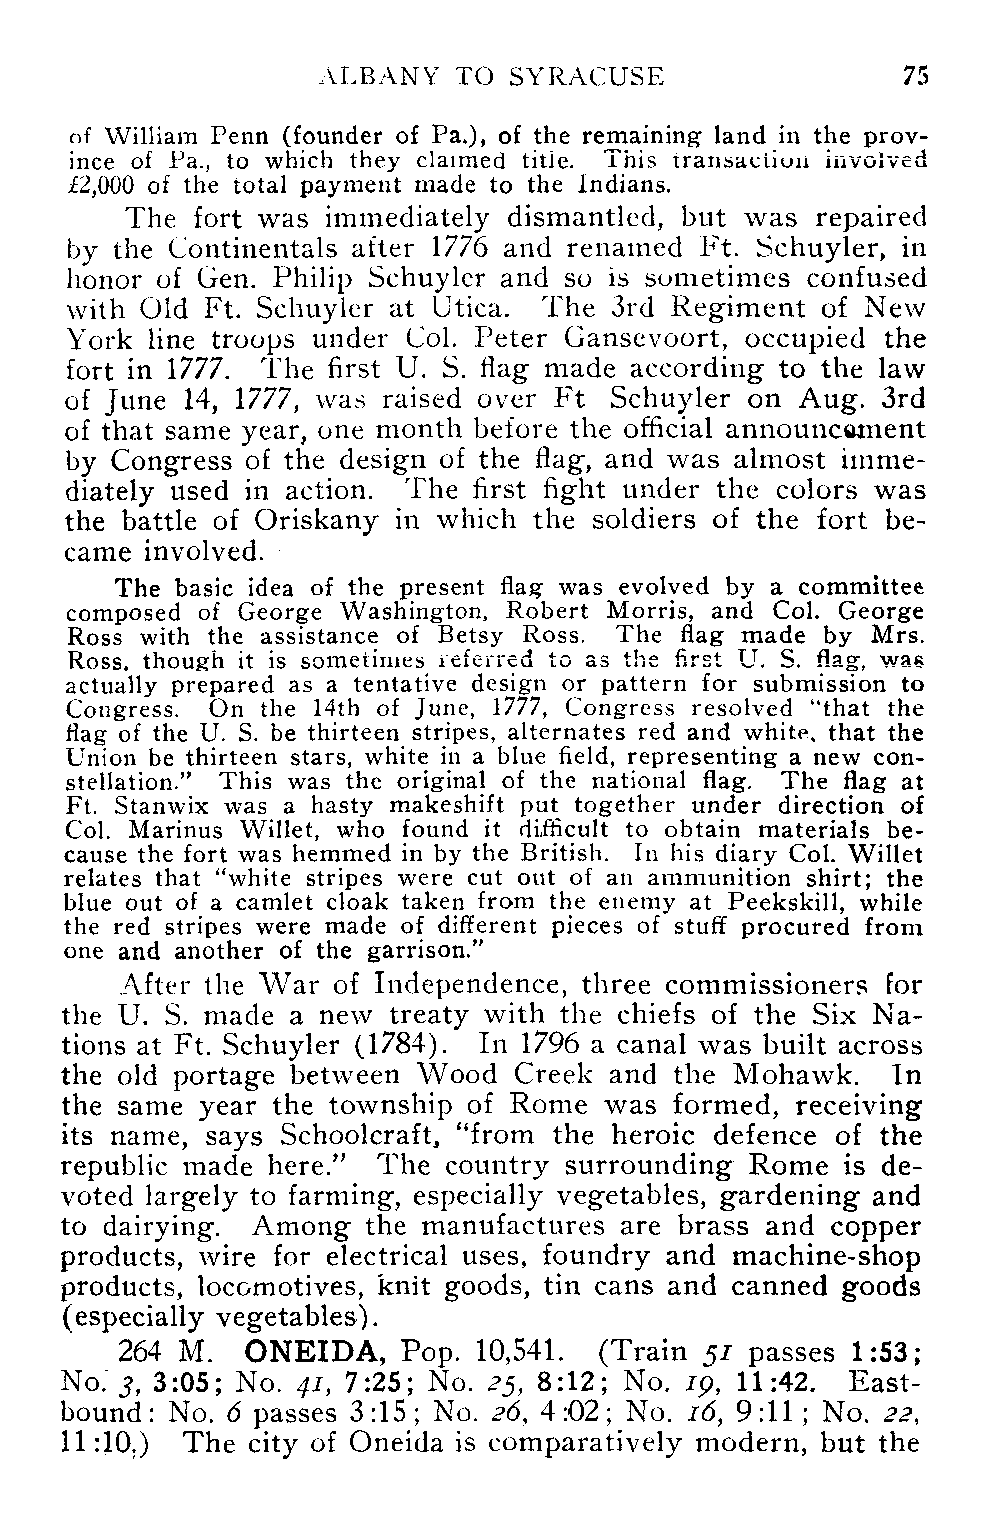 ALBANY TO SYRACUSE 75
of William Penn (founder of Pa.), of the remaining land in the prov-
ince of Pa., to which they claimed title. This transaction involved
£2,000 of the total payment made to the Indians.
The fort was immediately dismantled, but was repaired
by the Continentals after 1776 and renamed Ft. Schuyler, in
honor of Gen. Philip Schuyler and so is sometimes confused
with Old Ft. Schuyler at Utica. The 3rd Regiment of New
York line troops under Col. Peter Gansevoort, occupied the
fort in 1777. The first U. S. flag made according to the law
of June 14, 1777, was raised over Ft Schuyler on Aug. 3rd
of that same year, one month before the official announcement
by Congress of the design of the flag, and was almost imme-
diately used in action. The first fight under the colors was
the battle of Oriskany in which the soldiers of the fort be-
came involved.
The basic idea of the present flag was evolved by a committee
composed of George Washington, Robert Morris, and Col. George
Ross with the assistance of Betsy Ross. The flag made by Mrs.
Ross, though it is sometimes referred to as the first U. S. flag, was
actually prepared as a tentative design or pattern for submission to
Congress. On the 14th of June, 1777, Congress resolved "that the
flag of the U. S. be thirteen stripes, alternates red and white, that the
Union be thirteen stars, white in a blue field, representing a new con-
stellation." This was the original of the national flag. The flag at
Ft. Stanwix was a hasty makeshift put together under direction of
Col. Marinus Willet, who found it difficult to obtain materials be-
cause the fort was hemmed in by the British. In his diary Col. Willet
relates that "white stripes were cut out of an ammunition shirt; the
blue out of a camlet cloak taken from the enemy at Peekskill, while
the red stripes were made of different pieces of stuff procured from
one and another of the garrison."
After the War of Independence, three commissioners for
the U. S. made a new treaty with the chiefs of the Six Na-
tions at Ft. Schuyler (1784). In 1796 a canal was built across
the old portage between Wood Creek and the Mohawk. In
the same year the township of Rome was formed, receiving
its name, says Schoolcraft, "from the heroic defence of the
republic made here." The country surrounding Rome is de-
voted largely to farming, especially vegetables, gardening and
to dairying. Among the manufactures are brass and copper
products, wire for electrical uses, foundry and machine-shop
products, locomotives, knit goods, tin cans and canned goods
(especially vegetables).
264 M. ONEIDA, Pop. 10,541. (Train 51 passes 1:53;
No. 3, 3:05; No. 41, 7:25; No. 25, 8:12; No. 19, 11:42. East-
bound: No. 6 passes 3:15; No. 26, 4:02; No. 16, 9:11; No. 22,
11:10.) The city of Oneida is comparatively modern, but the